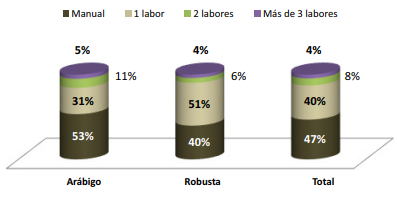 Manual 1 labor 2 labores Más de 3 labores
5% 4% 4%
11% 6% 8%
31% 51% 40%
53% 40% 47%
Arábigo Robusta Total